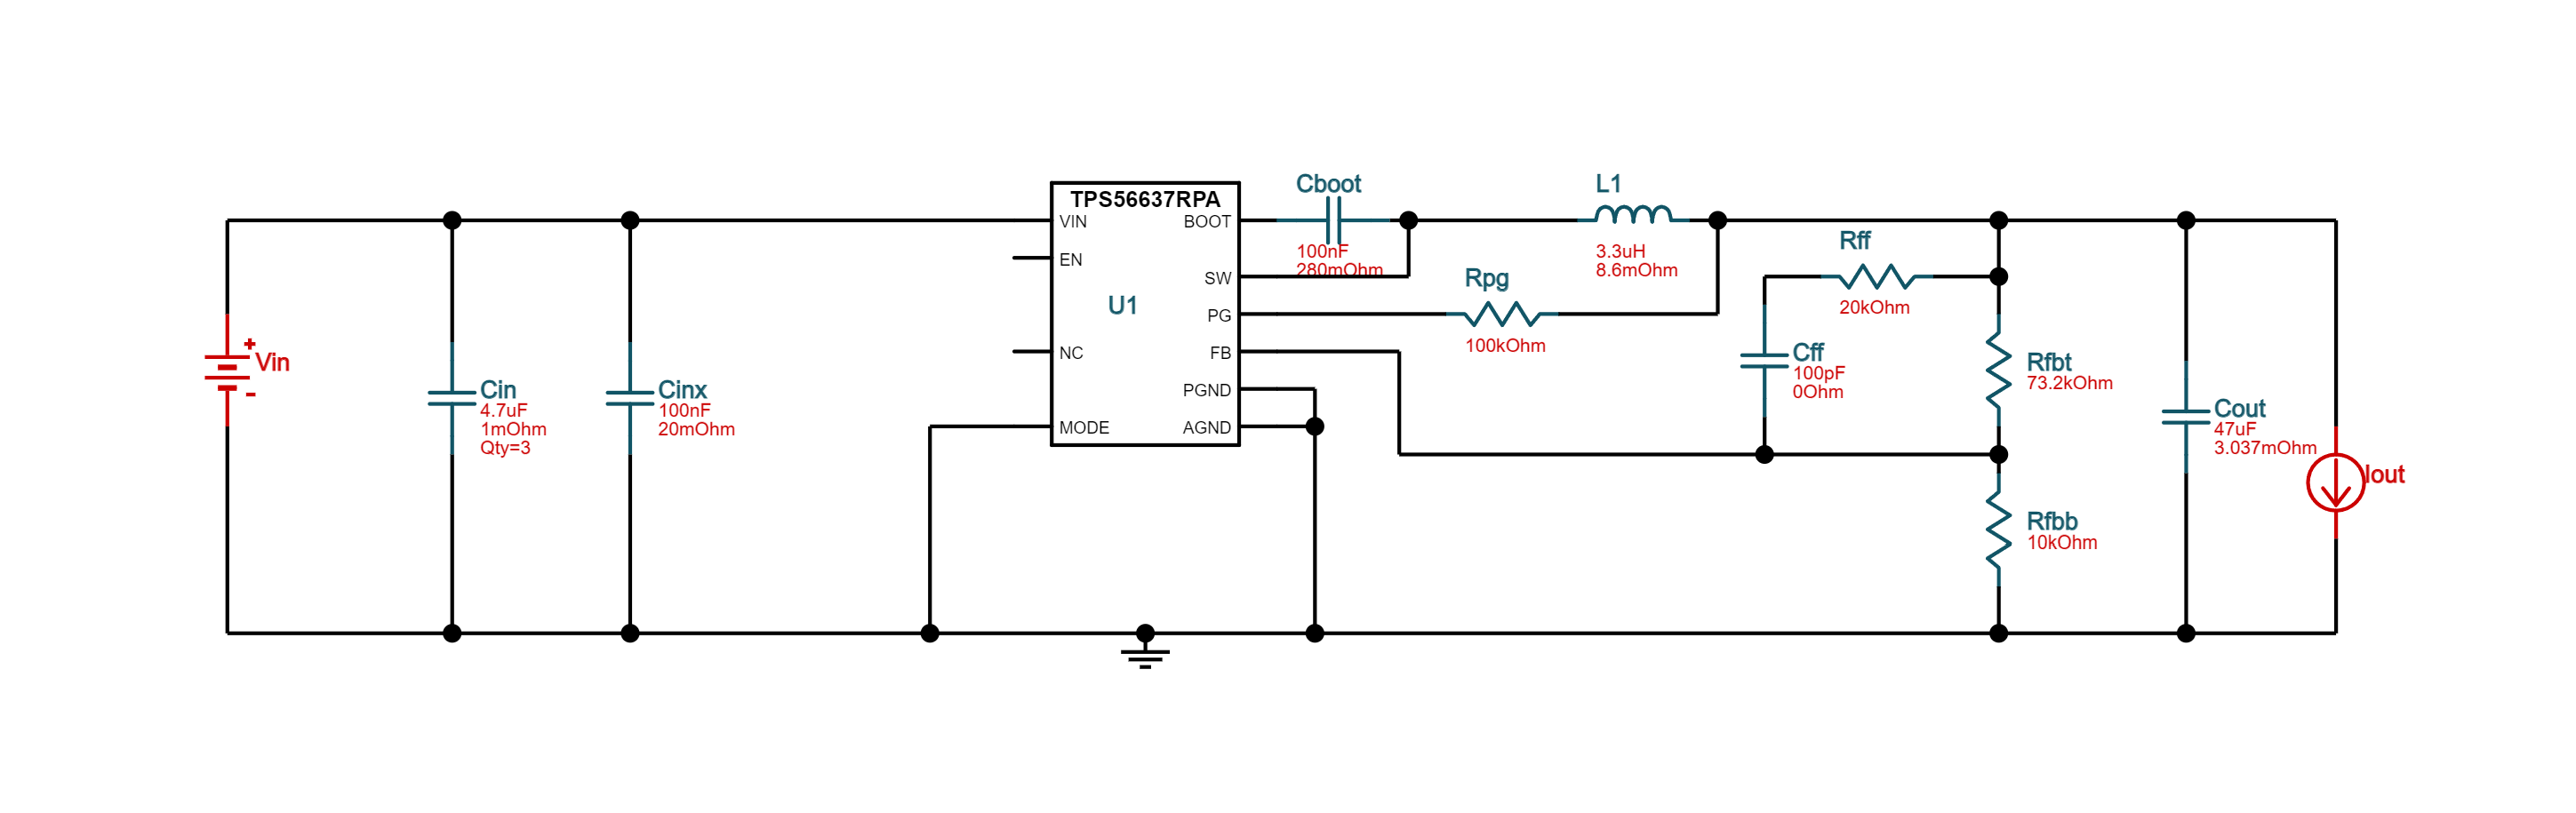 TPS56637RPA
VIN
EN
NC
MODE
U1
BOOT
SW
PG
FB
PGND
AGND
Vin
+
-
Cin
4.7uF
1mOhm
Qty=3
Cinx
100nF
20mOhm
Cboot
100nF
280mOhm
L1
3.3uH
8.6mOhm
Rpg
100kOhm
Rff
20kOhm
Cff
100pF
0Ohm
Rfbt
73.2kOhm
Rfbb
10kOhm
Cout
47uF
3.037mOhm
Iout